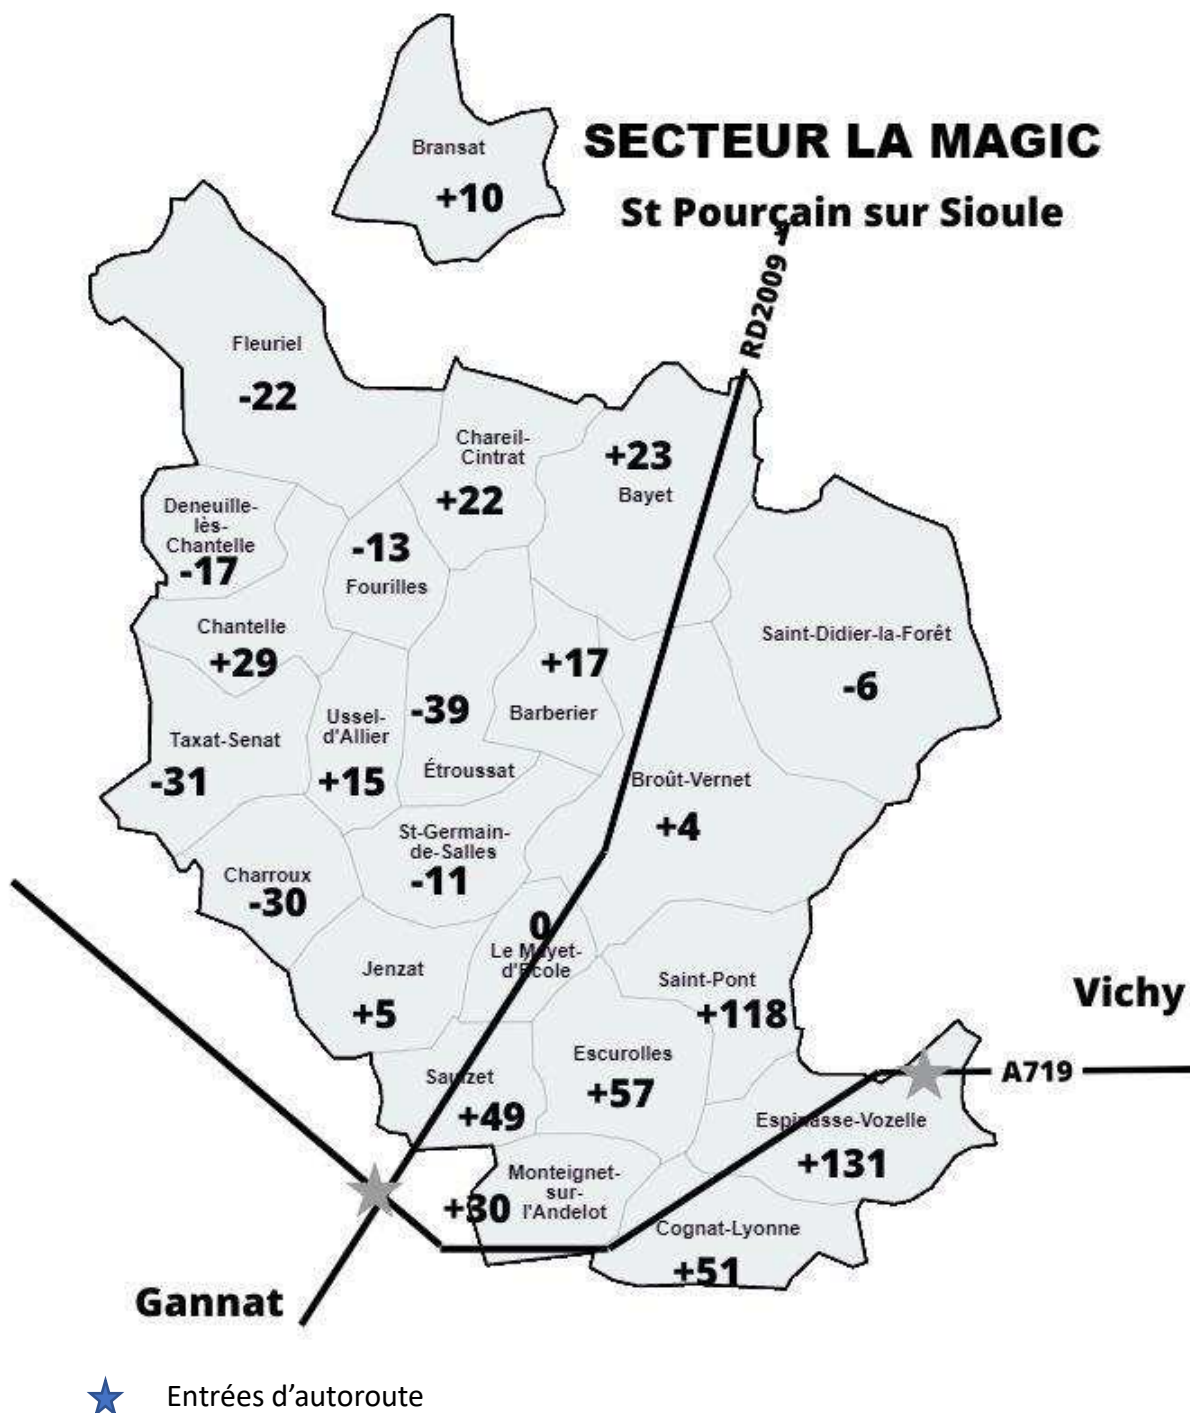 Bransat
+10
SECTEUR LA MAGIC
St Pourçain sur Sioule
RD2009
Fleuriel
-22
Chareil-
Cintrat
+22
+23
Bayet
Deneuille-
lès-
Chantelle
-17
-13
Fourilles
Chantelle
+29
Saint-Didier-la-Forêt
-6
+17
Barberier
-39
Étroussat
Ussel-
d'Allier
+15
Taxat-Senat
-31
Broût-Vernet
+4
St-Germain-
de-Salles
-11
Charroux
-30
0
Le Mayet-
d'École
Jenzat
+5
Saint-Pont
+118
Vichy
Escurolles
+57
Saulzet
+49
A719
Espinasse-Vozelle
+131
Monteignet-
sur-
l'Andelot
+30
Cognat-Lyonne
+51
Gannat
Entrées d’autoroute